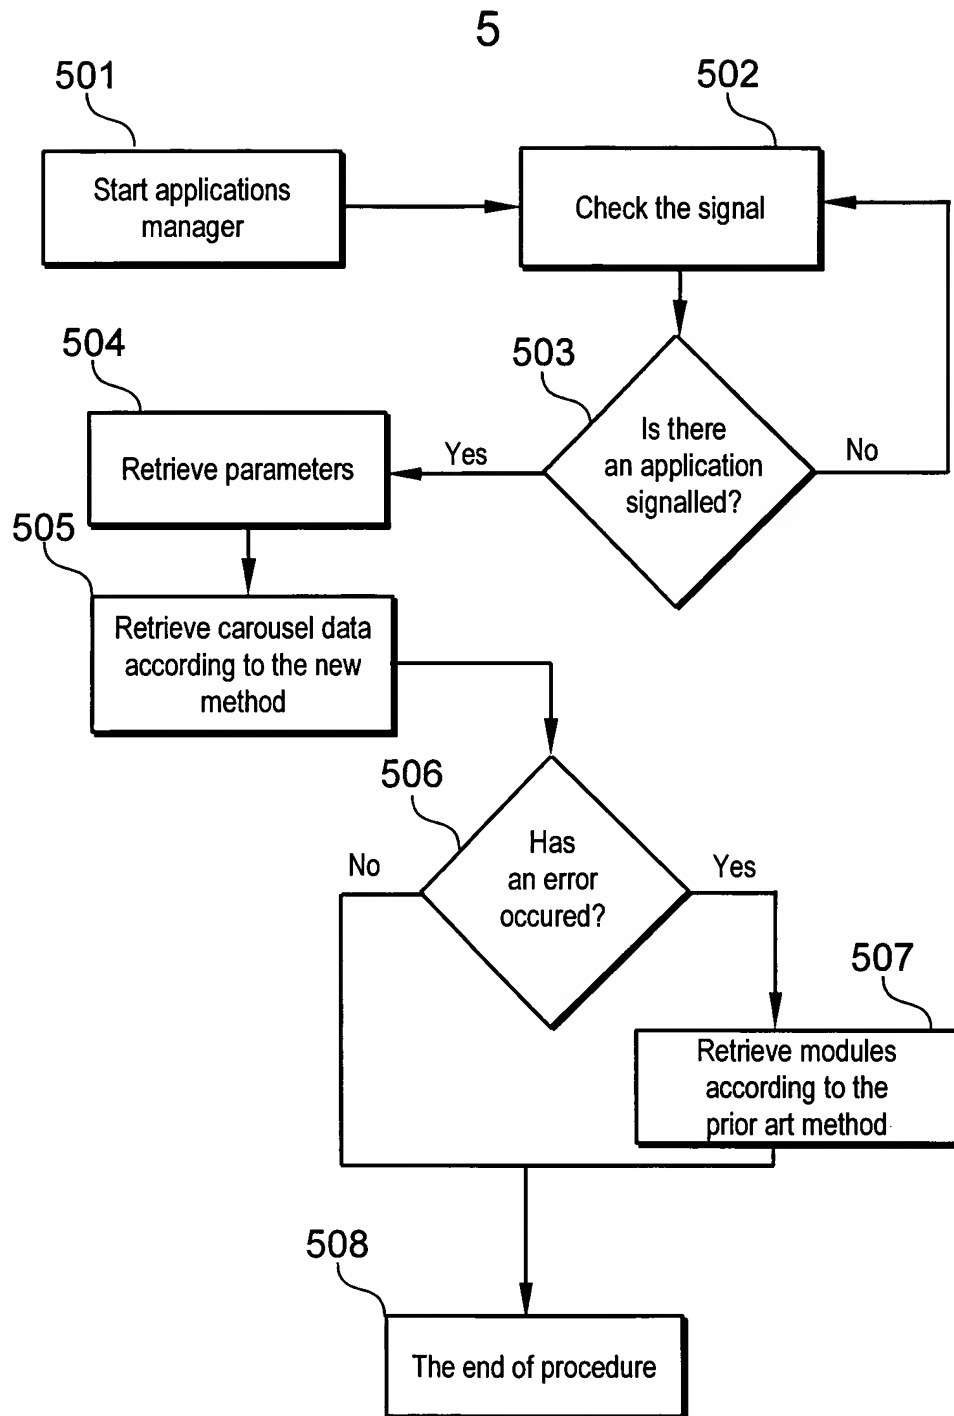 5
501
502
Start applications
manager
Check the signal
504
503
Is there
an application
signalled?
Yes
No
Retrieve parameters
505
Retrieve carousel data
according to the new
method
506
Has
an error
occured?
No
Yes
507
Retrieve modules
according to the
prior art method
508
The end of procedure